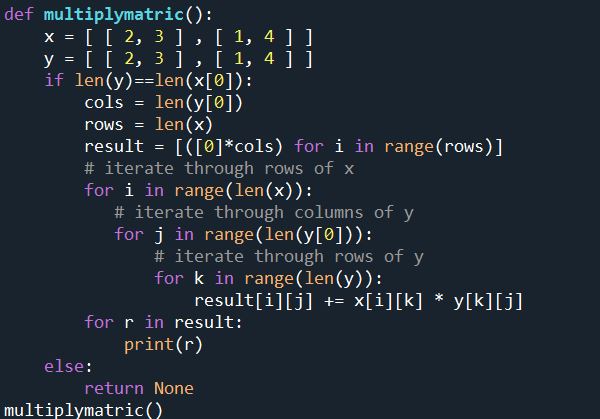 def multiplymatric():
    x = [ [ 2, 3 ] , [ 1, 4 ] ]
    y = [ [ 2, 3 ] , [ 1, 4 ] ]
    if len(y)==len(x[0]):
        cols = len(y[0])
        rows = len(x)
        result = [([0]*cols) for i in range(rows)]
        # iterate through rows of x
        for i in range(len(x)):
           # iterate through columns of y
           for j in range(len(y[0])):
               # iterate through rows of y
               for k in range(len(y)):
                   result[i][j] += x[i][k] * y[k][j]
        for r in result:
            print(r)
    else:
        return None
multiplymatric()